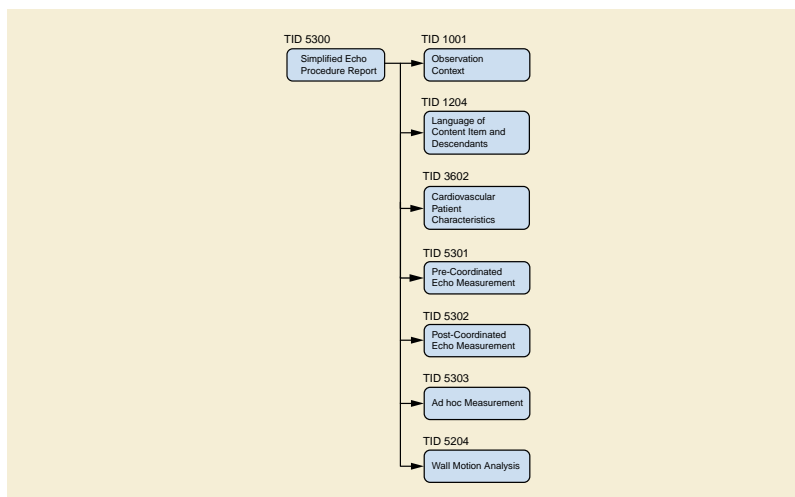 TID 5300
Simplified Echo
Procedure Report
TID 1001
Observation
Context
TID 1204
Language of
Content Item and
Descendants
TID 3602
Cardiovascular
Patient
Characteristics
TID 5301
Pre-Coordinated
Echo Measurement
TID 5302
Post-Coordinated
Echo Measurement
TID 5303
Ad hoc Measurement
TID 5204
Wall Motion Analysis